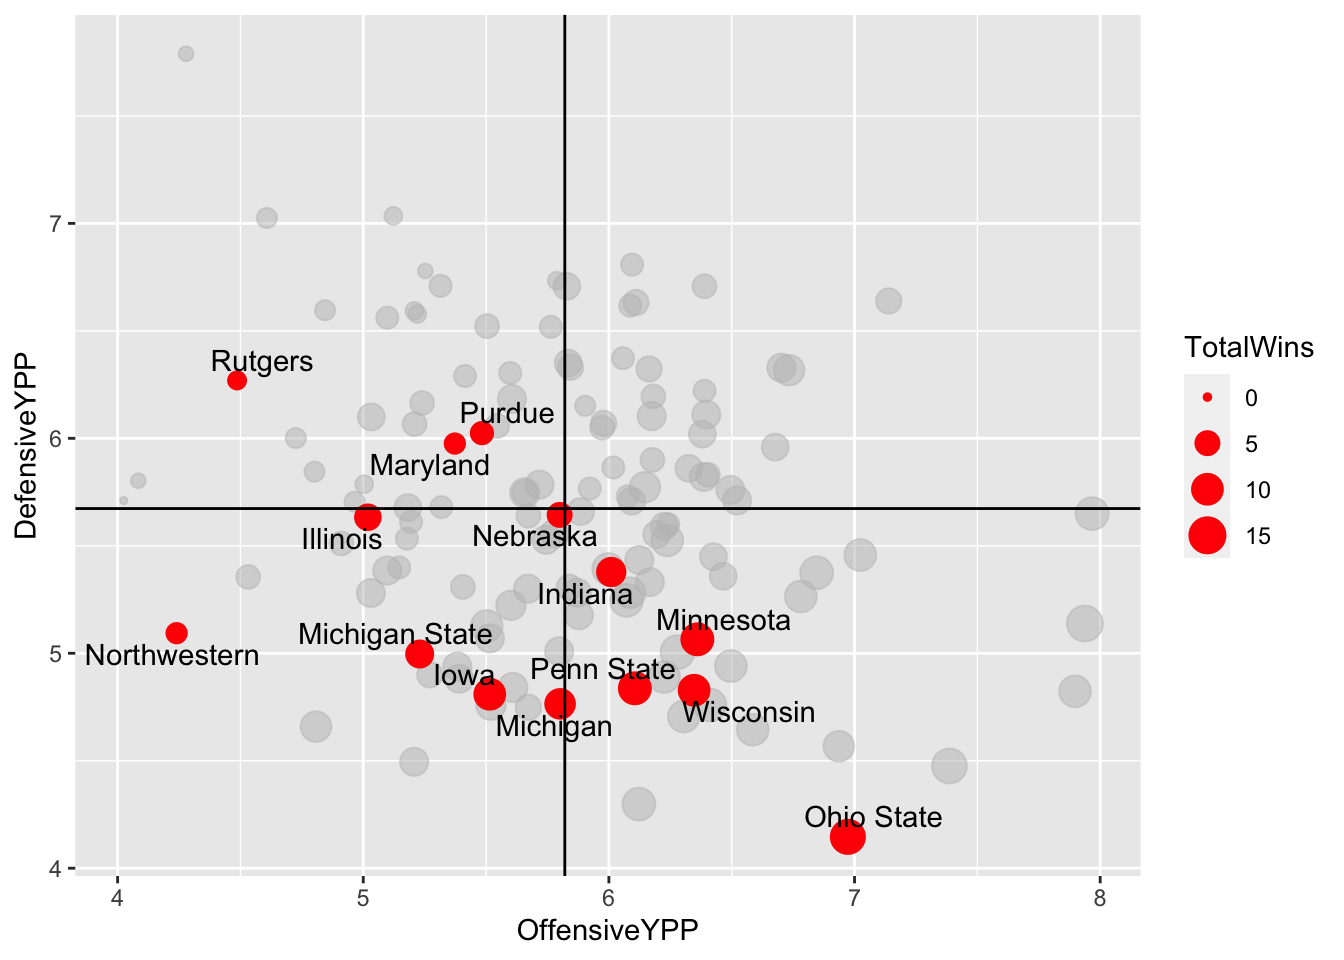 7
6
5
4
DefensiveYPP
Rutgers
Purdue
Maryland
Illinois
Nebraska
Indiana
Minnesota
Michigan State
Northwestern
Penn State
Iowa
Wisconsin
Michigan
Ohio State
4
5
6
7
8
OffensiveYPP
TotalWins
0
5
10
15